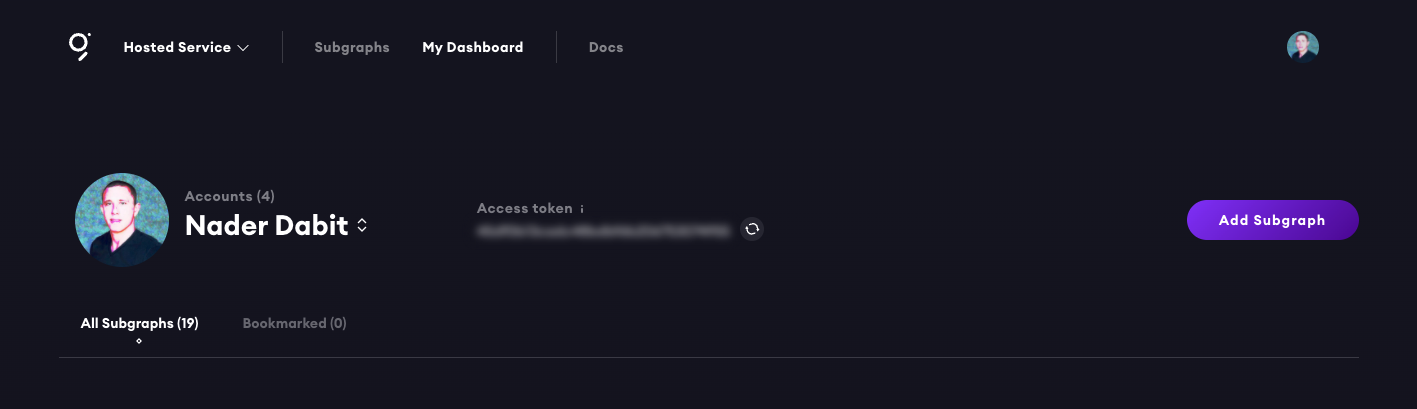 Hosted Service
Subgraphs
My Dashboard
Docs
Accounts (4)
Nader Dabit
Access token i
Add Subgraph
All Subgraphs (19)
Bookmarked (0)